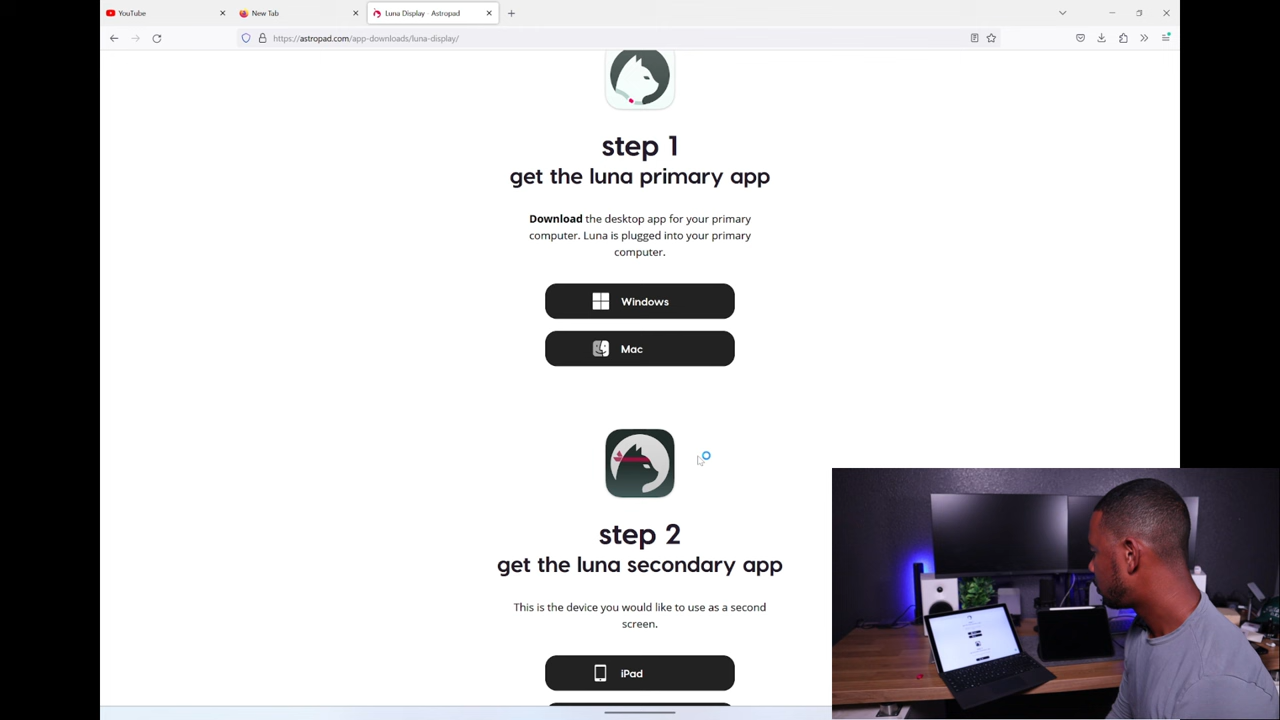 YouTube
New Tab
Luna Display - Astropad
https://astropad.com/app-downloads/luna-display/
step 1
get the luna primary app
Download the desktop app for your primary
computer. Luna is plugged into your primary
computer.
Windows
Mac
step 2
get the luna secondary app
This is the device you would like to use as a second
screen.
iPad